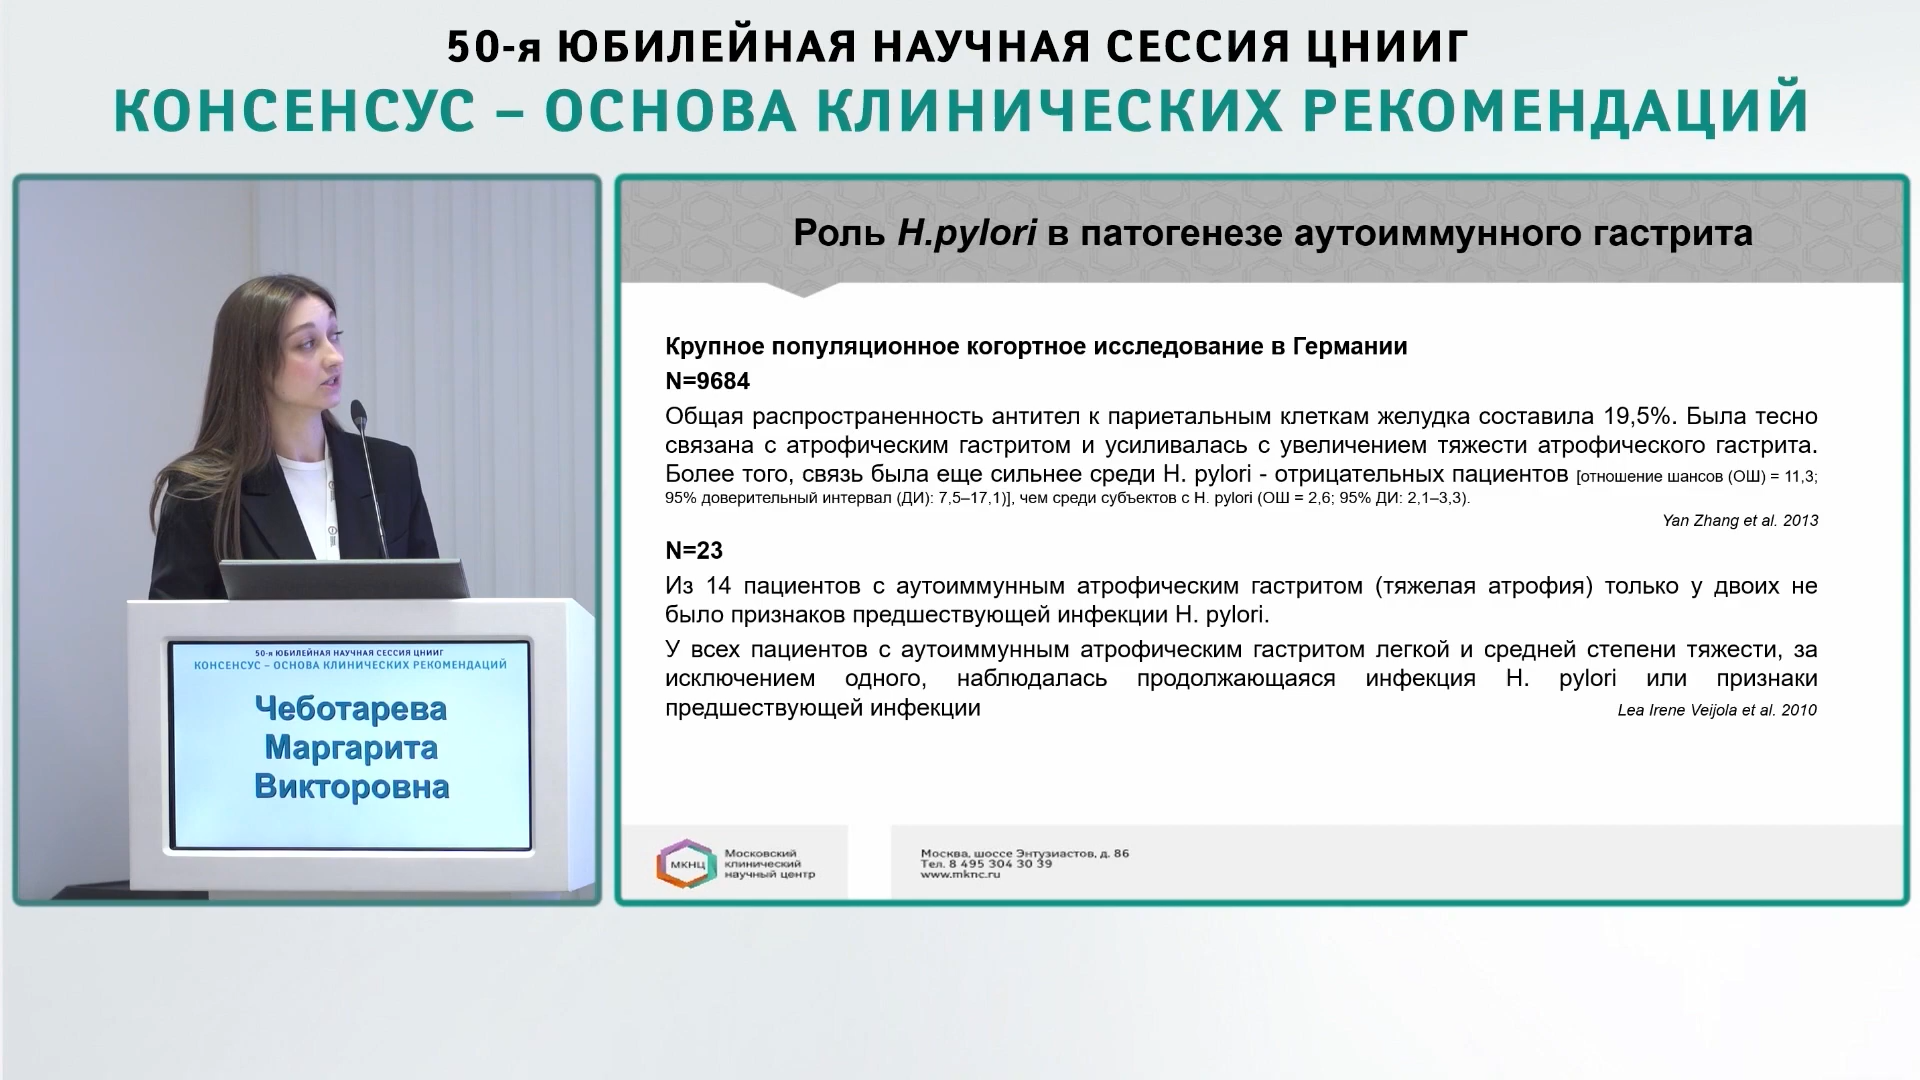 50-я ЮБИЛЕЙНАЯ НАУЧНАЯ СЕССИЯ ЦНИИГ
КОНСЕНСУС – ОСНОВА КЛИНИЧЕСКИХ РЕКОМЕНДАЦИЙ
50-я ЮБИЛЕЙНАЯ НАУЧНАЯ СЕССИЯ ЦНИИГ
КОНСЕНСУС – ОСНОВА КЛИНИЧЕСКИХ РЕКОМЕНДАЦИЙ
Чеботарева
Маргарита
Викторовна
Роль H.pylori в патогенезе аутоиммунного гастрита
Крупное популяционное когортное исследование в Германии
N=9684
Общая распространенность антител к париетальным клеткам желудка составила 19,5%. Была тесно
связана с атрофическим гастритом и усиливалась с увеличением тяжести атрофического гастрита.
Более того, связь была еще сильнее среди H. pylori - отрицательных пациентов [отношение шансов (ОШ) = 11,3;
95% доверительный интервал (ДИ): 7,5–17,1)], чем среди субъектов с H. pylori (ОШ = 2,6; 95% ДИ: 2,1–3,3).
Yan Zhang et al. 2013
N=23
Из 14 пациентов с аутоиммунным атрофическим гастритом (тяжелая атрофия) только у двоих не
было признаков предшествующей инфекции H. pylori.
У всех пациентов с аутоиммунным атрофическим гастритом легкой и средней степени тяжести, за
исключением одного, наблюдалась продолжающаяся инфекция H. pylori или признаки
предшествующей инфекции
Lea Irene Veijola et al. 2010
МКНЦ
Московский
клинический
научный центр
Москва, шоссе Энтузиастов, д. 86
Тел. 8 495 304 30 39
www.mknc.ru